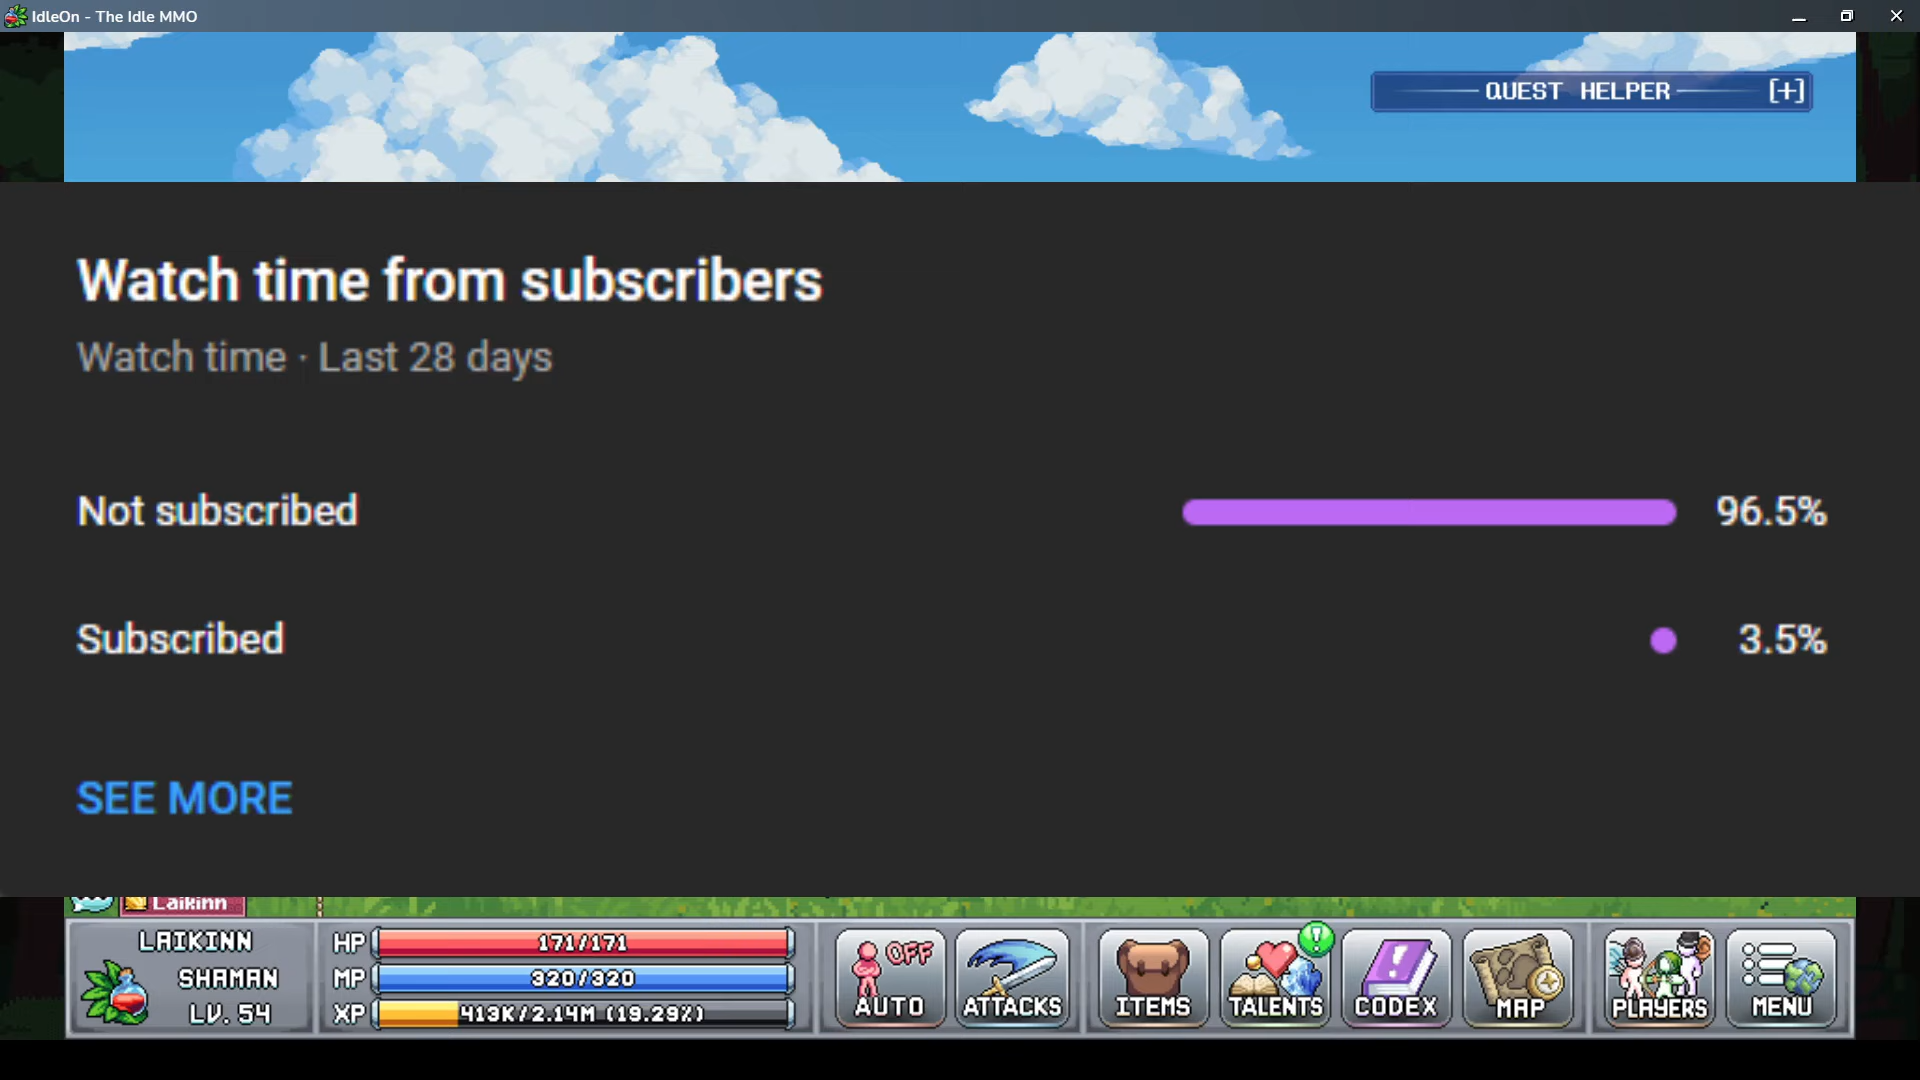 IdleOn - The Idle MMO
QUEST HELPER [+]
Watch time from subscribers
Watch time · Last 28 days
Not subscribed 96.5%
Subscribed 3.5%
SEE MORE
Laikinn
LAIKINN
SHAMAN
LV. 54
HP 171/171
MP 320/320
XP 413K/2.14M (19.29%)
OFF
AUTO
ATTACKS
ITEMS
TALENTS
CODEX
MAP
PLAYERS
MENU